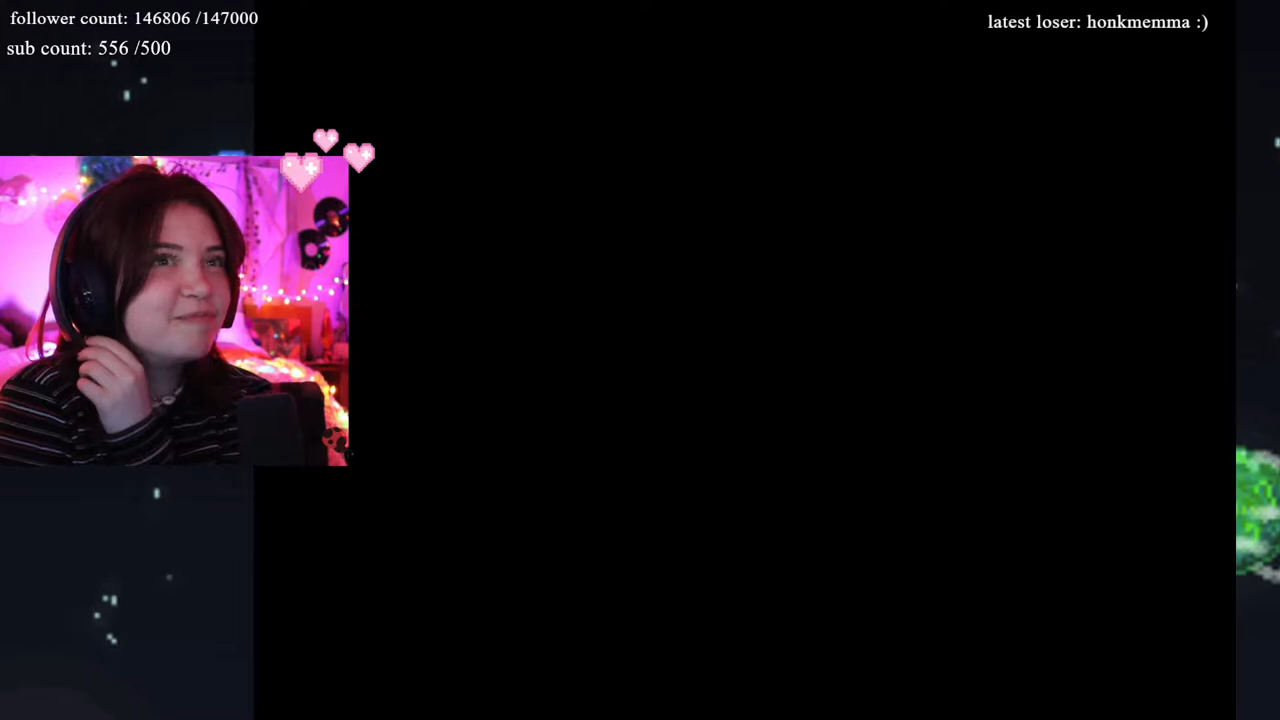 follower count: 146806 /147000
latest loser: honkmemma :)
sub count: 556 /500